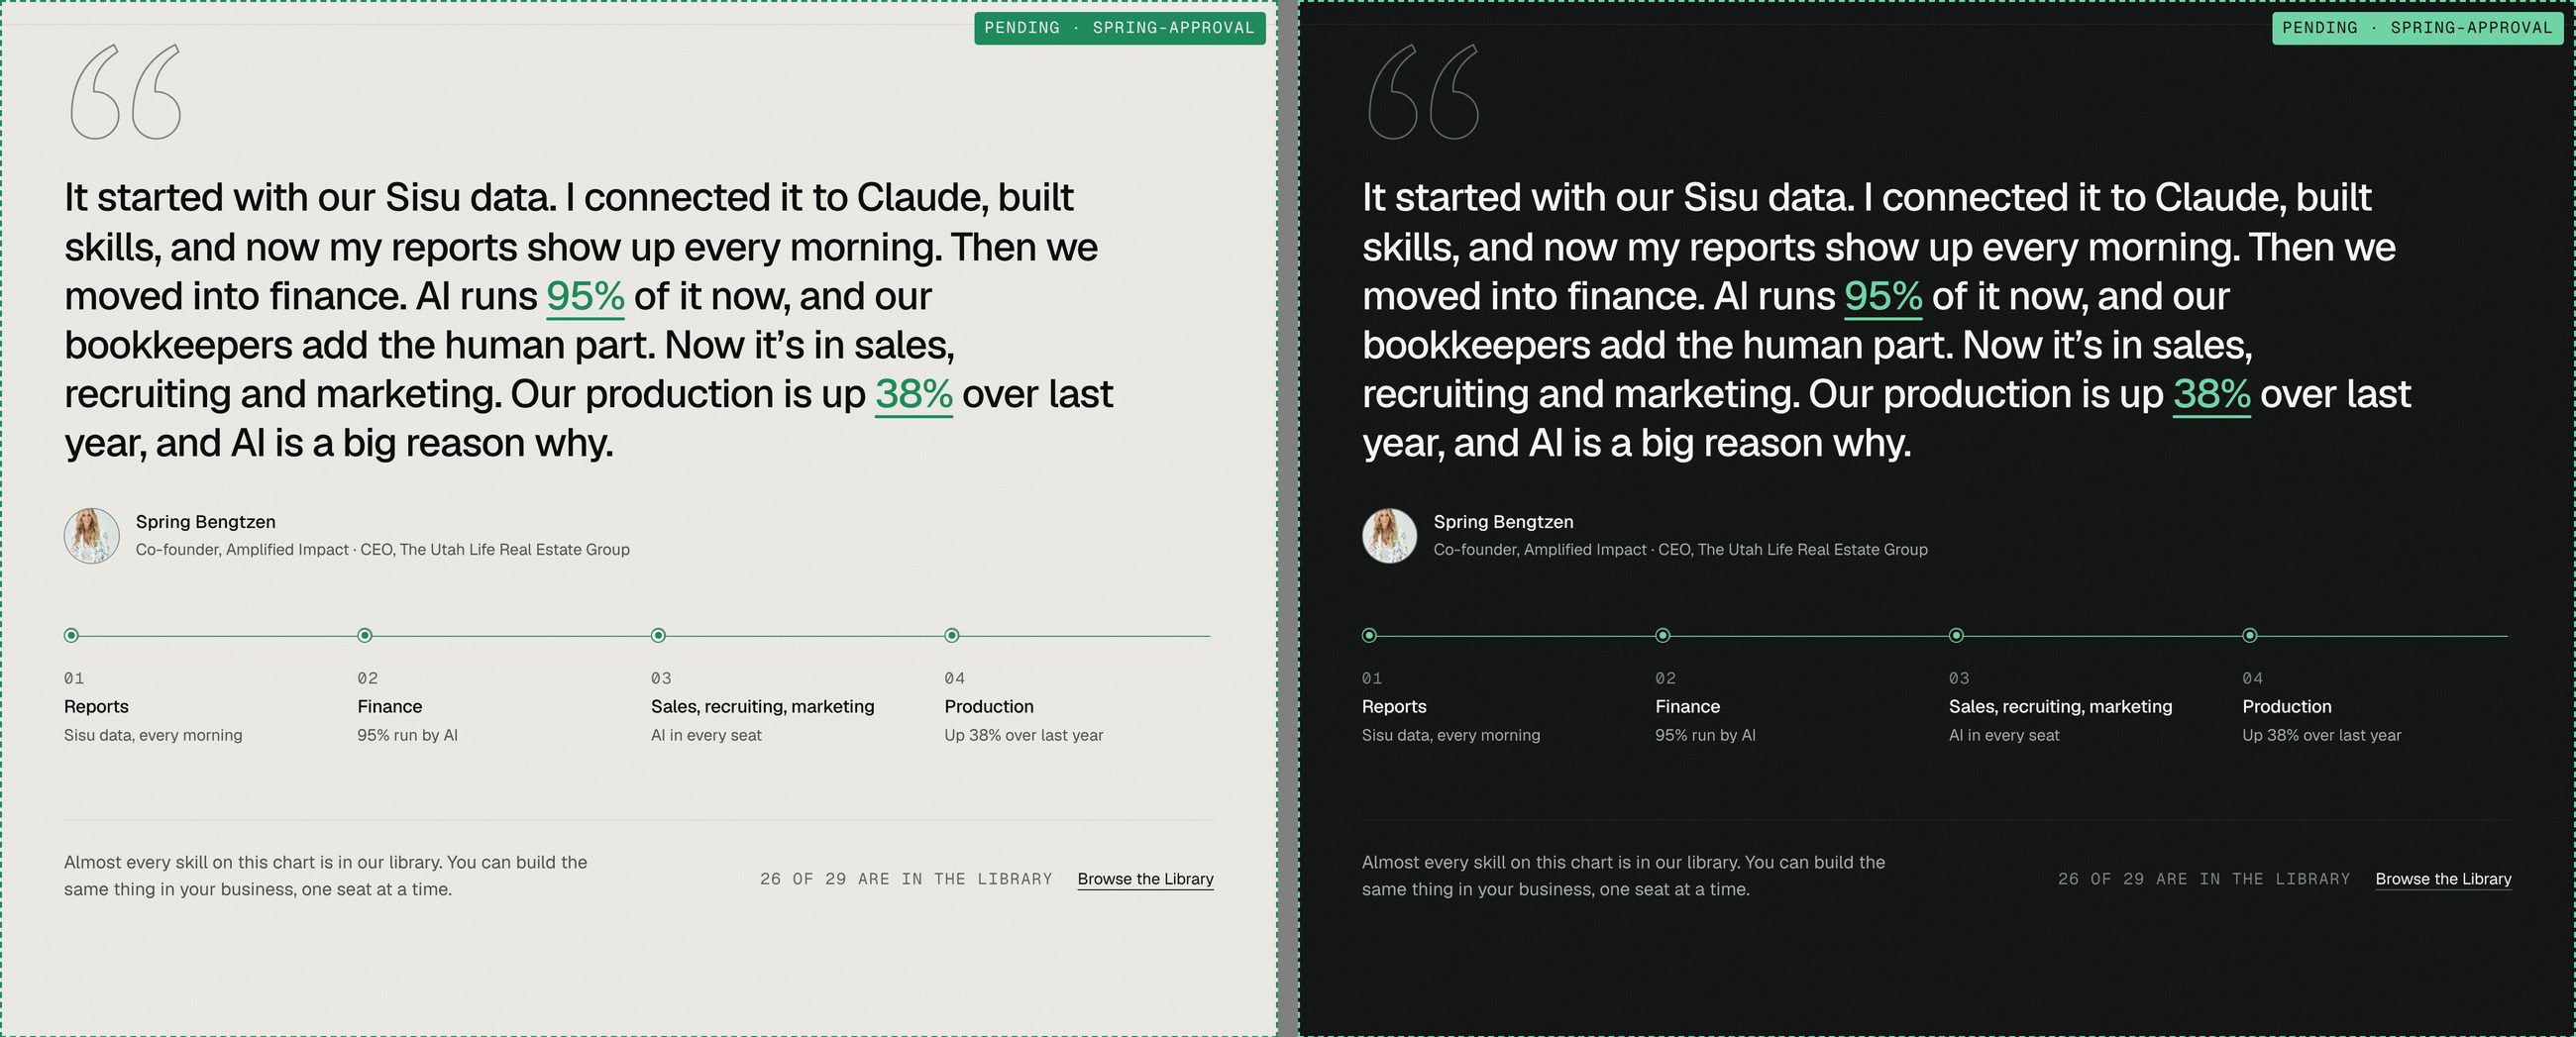 PENDING · SPRING-APPROVAL
“
It started with our Sisu data. I connected it to Claude, built
skills, and now my reports show up every morning. Then we
moved into finance. AI runs 95% of it now, and our
bookkeepers add the human part. Now it’s in sales,
recruiting and marketing. Our production is up 38% over last
year, and AI is a big reason why.
Spring Bengtzen
Co-founder, Amplified Impact · CEO, The Utah Life Real Estate Group
01
Reports
Sisu data, every morning
02
Finance
95% run by AI
03
Sales, recruiting, marketing
AI in every seat
04
Production
Up 38% over last year
Almost every skill on this chart is in our library. You can build the
same thing in your business, one seat at a time.
26 OF 29 ARE IN THE LIBRARY
Browse the Library
PENDING · SPRING-APPROVAL
“
It started with our Sisu data. I connected it to Claude, built
skills, and now my reports show up every morning. Then we
moved into finance. AI runs 95% of it now, and our
bookkeepers add the human part. Now it’s in sales,
recruiting and marketing. Our production is up 38% over last
year, and AI is a big reason why.
Spring Bengtzen
Co-founder, Amplified Impact · CEO, The Utah Life Real Estate Group
01
Reports
Sisu data, every morning
02
Finance
95% run by AI
03
Sales, recruiting, marketing
AI in every seat
04
Production
Up 38% over last year
Almost every skill on this chart is in our library. You can build the
same thing in your business, one seat at a time.
26 OF 29 ARE IN THE LIBRARY
Browse the Library